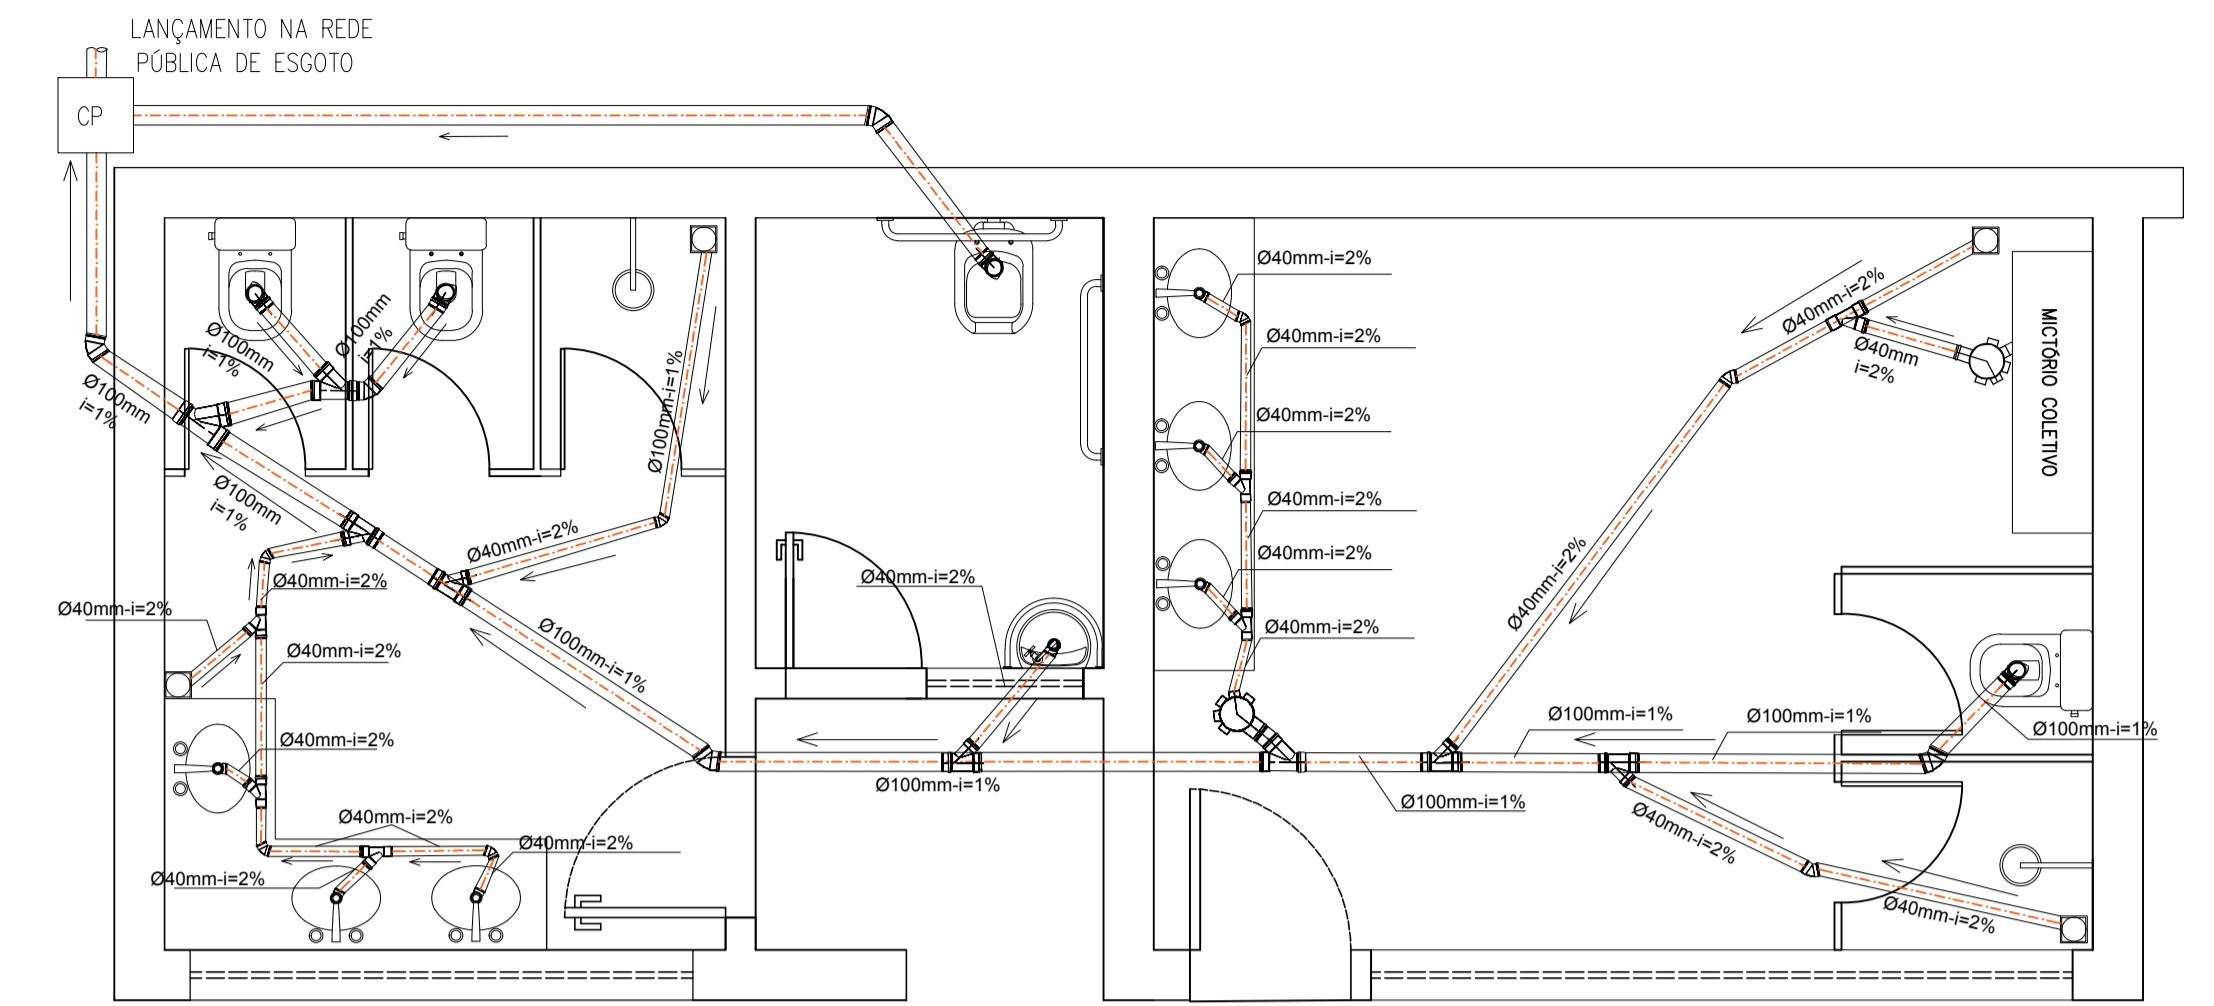 LANÇAMENTO NA REDE
PÚBLICA DE ESGOTO
CP
Ø100mm
i=1%
Ø100mm
i=1%
Ø100mm
i=1%
Ø100mm-i=1%
Ø100mm
i=1%
Ø40mm-i=2%
Ø40mm-i=2%
Ø40mm-i=2%
Ø40mm-i=2%
Ø100mm-i=1%
Ø40mm-i=2%
Ø40mm-i=2%
Ø40mm-i=2%
Ø40mm-i=2%
Ø40mm-i=2%
Ø100mm-i=1%
Ø40mm-i=2%
Ø40mm-i=2%
Ø40mm-i=2%
Ø40mm-i=2%
Ø40mm-i=2%
Ø40mm-i=2%
Ø40mm-i=2%
Ø40mm
i=2%
MICTÓRIO COLETIVO
Ø40mm-i=2%
Ø100mm-i=1%
Ø100mm-i=1%
Ø100mm-i=1%
Ø100mm-i=1%
Ø40mm-i=2%
Ø40mm-i=2%